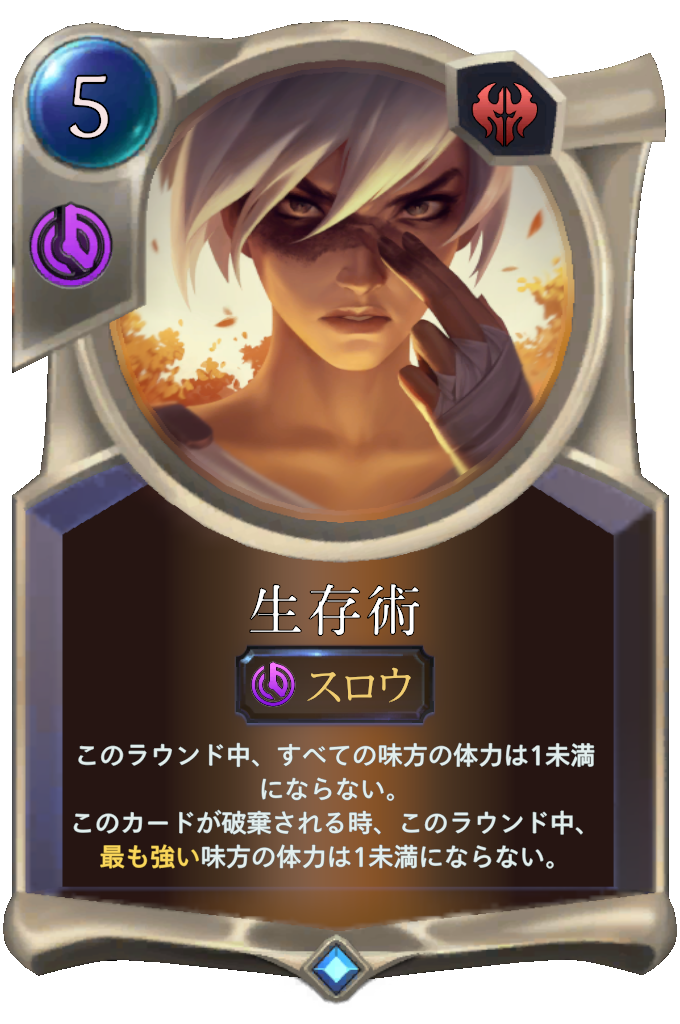 5
生存術
スロウ
このラウンド中、すべての味方の体力は1未満
にならない。
このカードが破棄される時、このラウンド中、
最も強い味方の体力は1未満にならない。